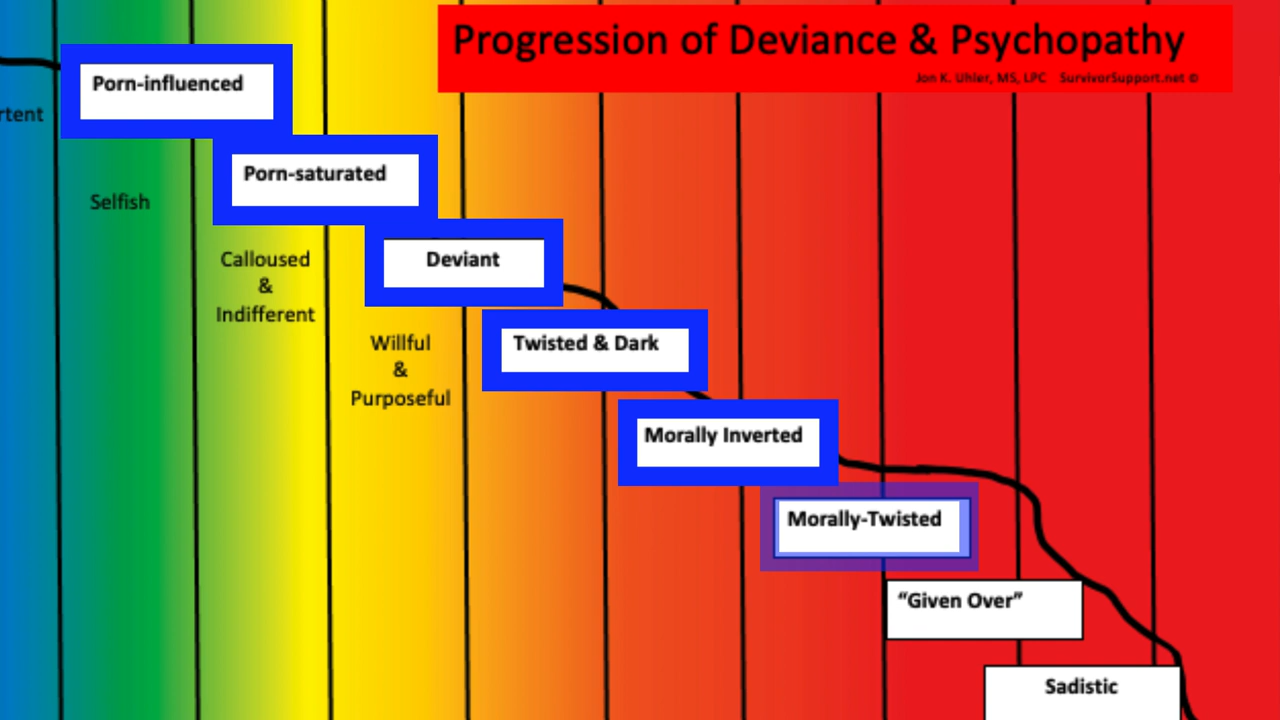 Progression of Deviance & Psychopathy
Jon K. Uhler, MS, LPC SurvivorSupport.net ©
Porn-influenced
Porn-saturated
Selfish
Deviant
Calloused
&
Indifferent
Twisted & Dark
Willful
&
Purposeful
Morally Inverted
Morally-Twisted
“Given Over”
Sadistic